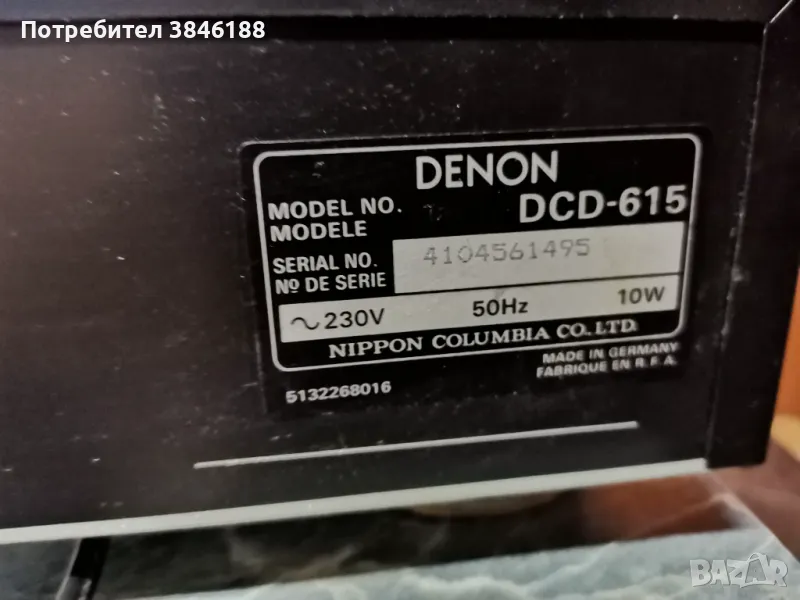 Потребител 3846188
DENON
MODEL NO. DCD-615
MODELE
SERIAL NO. 4104561495
Nº DE SERIE
~230V 50Hz 10W
NIPPON COLUMBIA CO. LTD.
MADE IN GERMANY
FABRIQUE EN R.F.A.
5132268016
BAZAR